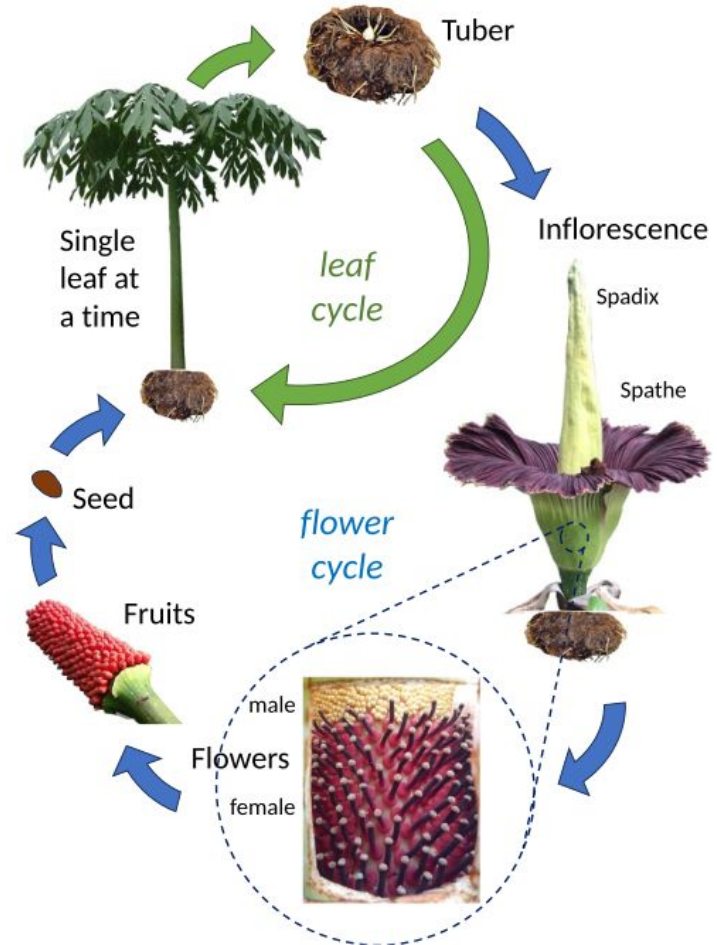 Tuber
Inflorescence
Single
leaf at
a time
leaf
cycle
Spadix
Spathe
Seed
flower
cycle
Fruits
male
Flowers
female